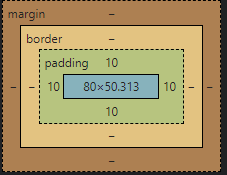 margin –
border –
padding 10
– – 10 80×50.313 10 – –
10
–
–